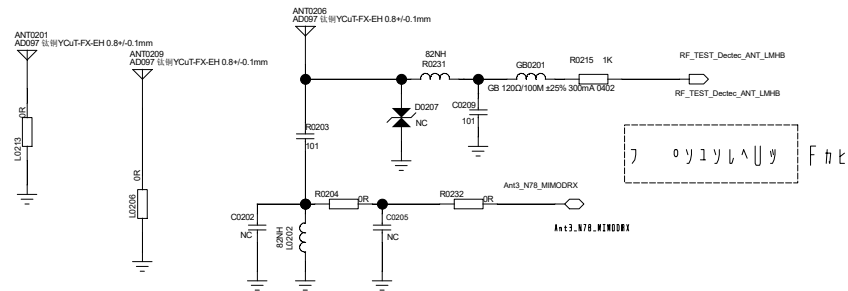 ANT0206
AD097 钛铜YCuT-FX-EH 0.8+/-0.1mm
ANT0201
AD097 钛铜YCuT-FX-EH 0.8+/-0.1mm
ANT0209
AD097 钛铜YCuT-FX-EH 0.8+/-0.1mm
82NH
R0231
GB0201
R0215 1K
RF_TEST_Dectec_ANT_LMHB
GB 120Ω/100M ±25% 300mA 0402
RF_TEST_Dectec_ANT_LMHB
D0207
NC
C0209
101
0R
L0213
R0203
101
0R
L0206
R0204
0R
R0232
0R
Ant3_N78_MIMODRX
C0202
NC
82NH
L0202
C0205
NC
Ant3_N78_MIMODRX